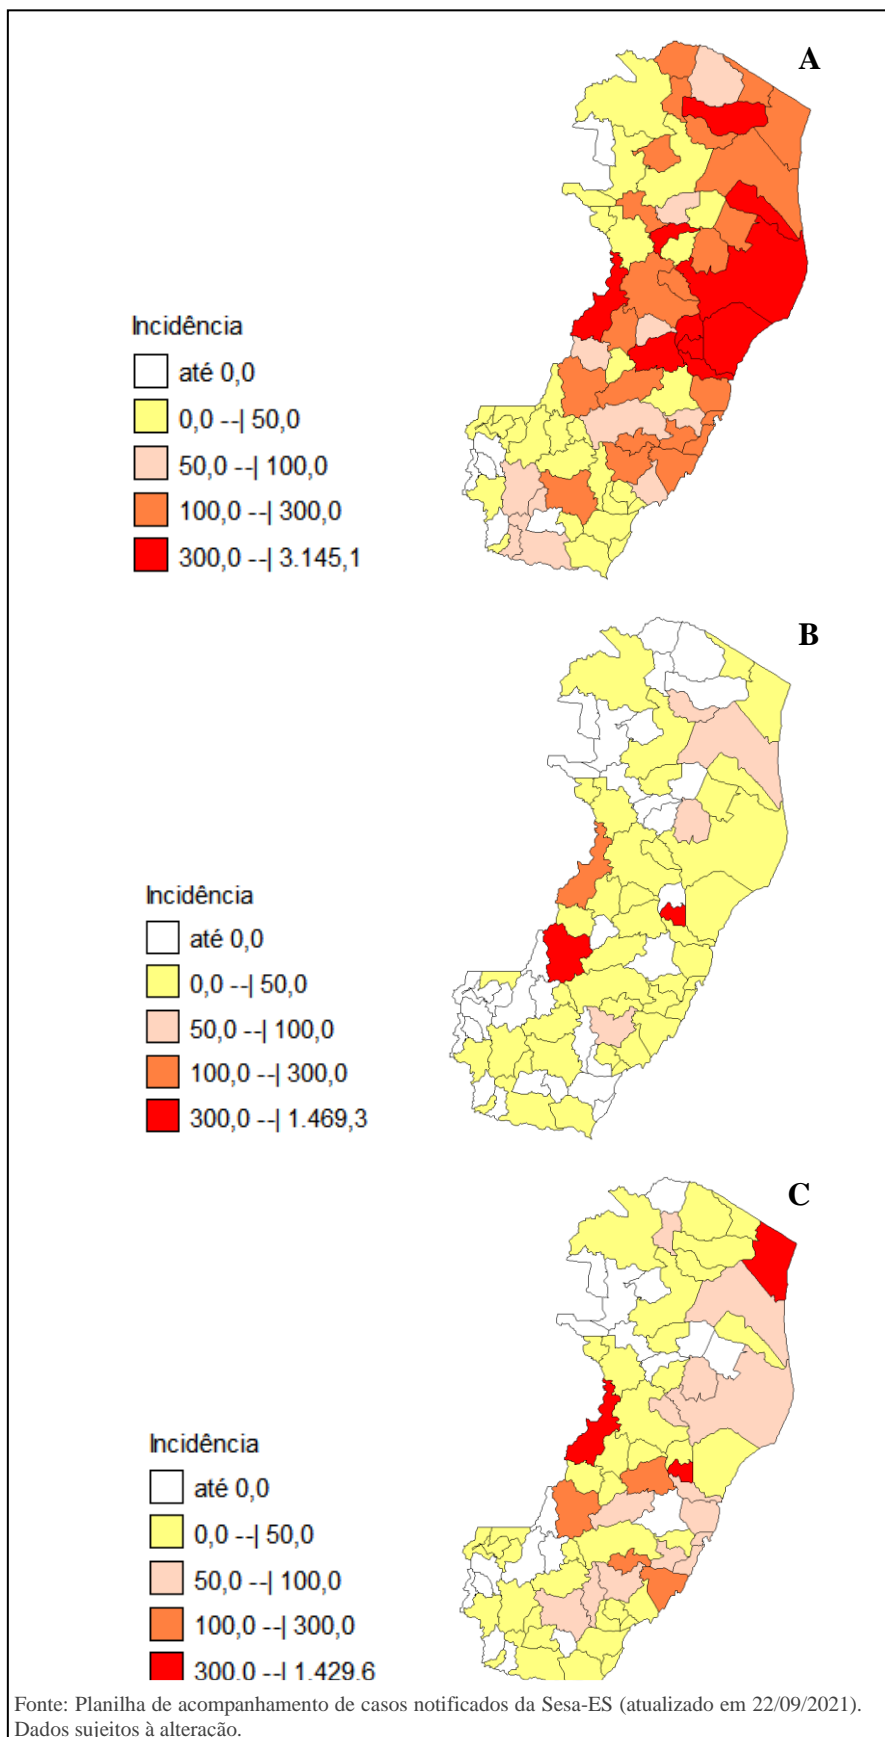 A
Incidência
até 0,0
0,0 --| 50,0
50,0 --| 100,0
100,0 --| 300,0
300,0 --| 3.145,1
B
Incidência
até 0,0
0,0 --| 50,0
50,0 --| 100,0
100,0 --| 300,0
300,0 --| 1.469,3
C
Incidência
até 0,0
0,0 --| 50,0
50,0 --| 100,0
100,0 --| 300,0
300,0 --| 1.429,6
Fonte: Planilha de acompanhamento de casos notificados da Sesa-ES (atualizado em 22/09/2021).
Dados sujeitos à alteração.